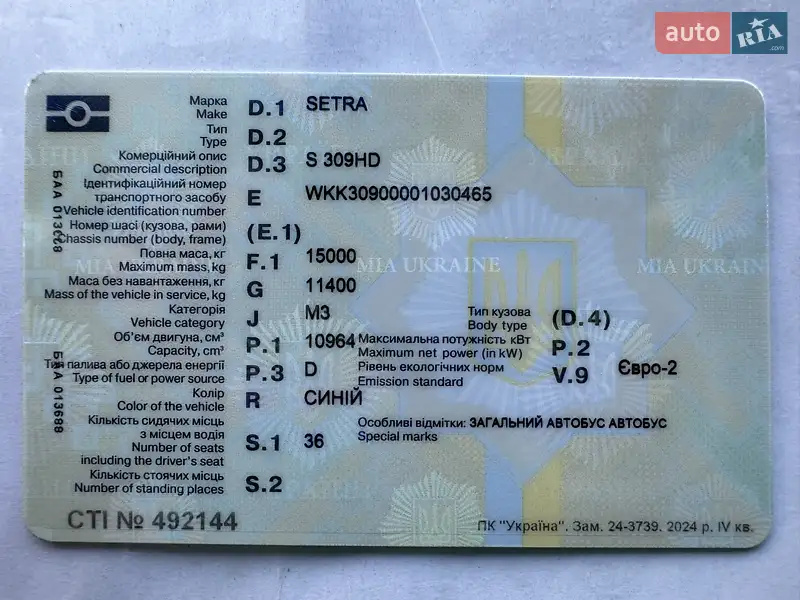 auto RIA .com
Марка
Make D.1 SETRA
Тип
Type D.2
Комерційний опис
Commercial description D.3 S 309HD
Ідентифікаційний номер
транспортного засобу
Vehicle identification number E WKK30900001030465
Номер шасі (кузова, рами)
Chassis number (body, frame) (E.1)
Повна маса, кг
Maximum mass, kg F.1 15000
Маса без навантаження, кг
Mass of the vehicle in service, kg G 11400
Категорія
Vehicle category J M3
Тип кузова
Body type (D.4)
Об'єм двигуна, см³
Capacity, cm³ P.1 10964
Максимальна потужність кВт
Maximum net power (in kW) P.2
Тип палива або джерела енергії
Type of fuel or power source P.3 D
Рівень екологічних норм
Emission standard V.9 Євро-2
Колір
Color of the vehicle R СИНІЙ
Кількість сидячих місць
з місцем водія
Number of seats
including the driver's seat S.1 36
Особливі відмітки: ЗАГАЛЬНИЙ АВТОБУС АВТОБУС
Special marks
Кількість стоячих місць
Number of standing places S.2
СТІ № 492144
ПК "Україна". Зам. 24-3739. 2024 р. IV кв.
MIA UKRAINE
MIA UKRAINE